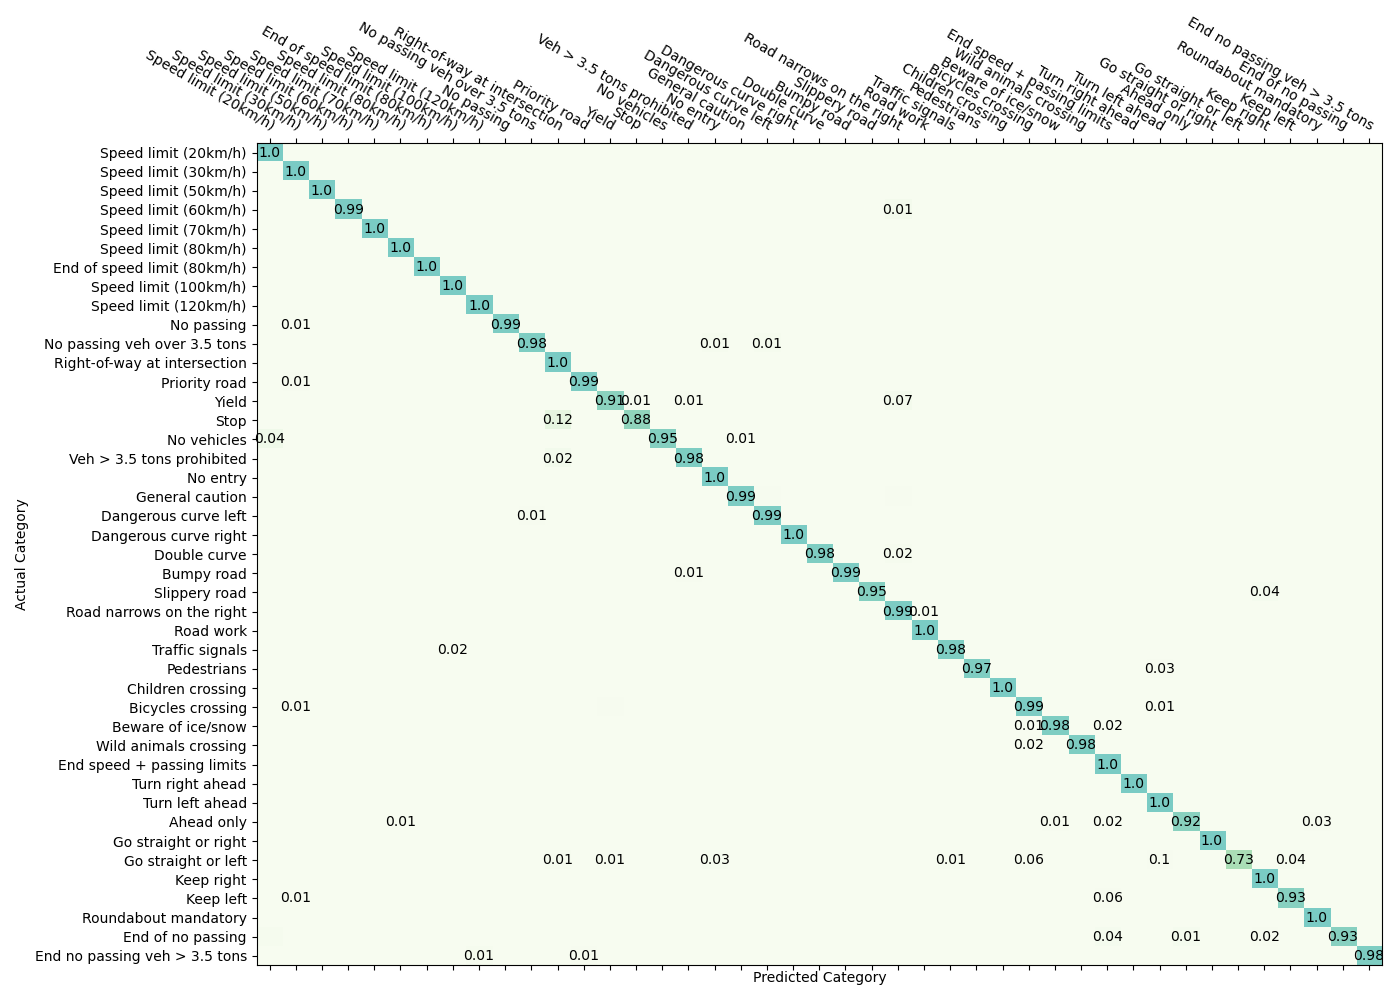 Speed limit (20km/h)
Speed limit (30km/h)
Speed limit (50km/h)
Speed limit (60km/h)
Speed limit (70km/h)
Speed limit (80km/h)
End of speed limit (80km/h)
Speed limit (100km/h)
Speed limit (120km/h)
No passing
No passing veh over 3.5 tons
Right-of-way at intersection
Priority road
Yield
Stop
No vehicles
Veh > 3.5 tons prohibited
No entry
General caution
Dangerous curve left
Dangerous curve right
Double curve
Bumpy road
Slippery road
Road narrows on the right
Road work
Traffic signals
Pedestrians
Children crossing
Bicycles crossing
Beware of ice/snow
Wild animals crossing
End speed + passing limits
Turn right ahead
Turn left ahead
Ahead only
Go straight or right
Go straight or left
Keep right
Keep left
Roundabout mandatory
End of no passing
End no passing veh > 3.5 tons
Speed limit (20km/h) 1.0
Speed limit (30km/h) 1.0
Speed limit (50km/h) 1.0
Speed limit (60km/h) 0.99 0.01
Speed limit (70km/h) 1.0
Speed limit (80km/h) 1.0
End of speed limit (80km/h) 1.0
Speed limit (100km/h) 1.0
Speed limit (120km/h) 1.0
No passing 0.01 0.99
No passing veh over 3.5 tons 0.98 0.01 0.01
Right-of-way at intersection 1.0
Priority road 0.01 0.99
Yield 0.91 0.01 0.01 0.07
Stop 0.12 0.88
No vehicles 0.04 0.95 0.01
Veh > 3.5 tons prohibited 0.02 0.98
No entry 1.0
General caution 0.99
Dangerous curve left 0.01 0.99
Dangerous curve right 1.0
Double curve 0.98 0.02
Bumpy road 0.01 0.99
Slippery road 0.95 0.04
Road narrows on the right 0.99 0.01
Road work 1.0
Traffic signals 0.02 0.98
Pedestrians 0.97 0.03
Children crossing 1.0
Bicycles crossing 0.01 0.99 0.01
Beware of ice/snow 0.01 0.98 0.02
Wild animals crossing 0.02 0.98
End speed + passing limits 1.0
Turn right ahead 1.0
Turn left ahead 1.0
Ahead only 0.01 0.01 0.02 0.92 0.03
Go straight or right 1.0
Go straight or left 0.01 0.01 0.03 0.01 0.06 0.1 0.73 0.04
Keep right 1.0
Keep left 0.01 0.06 0.93
Roundabout mandatory 1.0
End of no passing 0.04 0.01 0.02 0.93
End no passing veh > 3.5 tons 0.01 0.01 0.98
Actual Category
Predicted Category